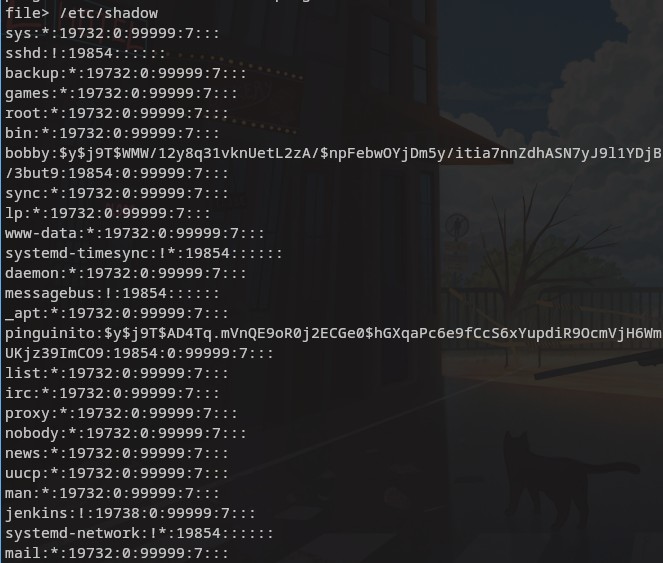 file> /etc/shadow
sys:*:19732:0:99999:7:::
sshd:!:19854::::::
backup:*:19732:0:99999:7:::
games:*:19732:0:99999:7:::
root:*:19732:0:99999:7:::
bin:*:19732:0:99999:7:::
bobby:$y$j9T$WMW/12y8q31vknUetL2zA/$npFebwOYjDm5y/itia7nnZdhASN7yJ9l1YDjB
/3but9:19854:0:99999:7:::
sync:*:19732:0:99999:7:::
lp:*:19732:0:99999:7:::
www-data:*:19732:0:99999:7:::
systemd-timesync:!*:19854::::::
daemon:*:19732:0:99999:7:::
messagebus:!:19854::::::
_apt:*:19732:0:99999:7:::
pinguinito:$y$j9T$AD4Tq.mVnQE9oR0j2ECGe0$hGXqaPc6e9fCcS6xYupdiR9OcmVjH6Wm
UKjz39ImCO9:19854:0:99999:7:::
list:*:19732:0:99999:7:::
irc:*:19732:0:99999:7:::
proxy:*:19732:0:99999:7:::
nobody:*:19732:0:99999:7:::
news:*:19732:0:99999:7:::
uucp:*:19732:0:99999:7:::
man:*:19732:0:99999:7:::
jenkins:!:19738:0:99999:7:::
systemd-network:!*:19854::::::
mail:*:19732:0:99999:7:::